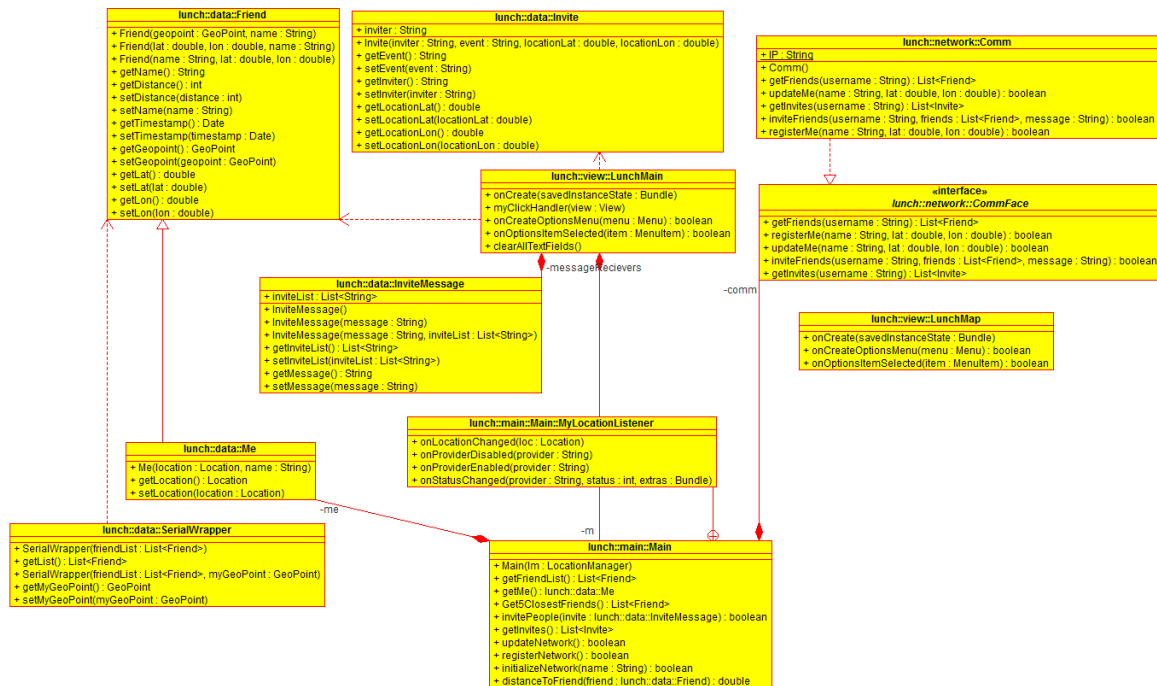 lunch::data::Friend
+ Friend(geopoint : GeoPoint, name : String)
+ Friend(lat : double, lon : double, name : String)
+ Friend(name : String, lat : double, lon : double)
+ getName() : String
+ getDistance() : int
+ setDistance(distance : int)
+ setName(name : String)
+ getTimestamp() : Date
+ setTimestamp(timestamp : Date)
+ getGeopoint() : GeoPoint
+ setGeopoint(geopoint : GeoPoint)
+ getLat() : double
+ setLat(lat : double)
+ getLon() : double
+ setLon(lon : double)
lunch::data::Invite
+ inviter : String
+ Invite(inviter : String, event : String, locationLat : double, locationLon : double)
+ getEvent() : String
+ setEvent(event : String)
+ getInviter() : String
+ setInviter(inviter : String)
+ getLocationLat() : double
+ setLocationLat(locationLat : double)
+ getLocationLon() : double
+ setLocationLon(locationLon : double)
lunch::network::Comm
+ IP : String
+ Comm()
+ getFriends(username : String) : List<Friend>
+ updateMe(name : String, lat : double, lon : double) : boolean
+ getInvites(username : String) : List<Invite>
+ inviteFriends(username : String, friends : List<Friend>, message : String) : boolean
+ registerMe(name : String, lat : double, lon : double) : boolean
lunch::view::LunchMain
+ onCreate(savedInstanceState : Bundle)
+ myClickHandler(view : View)
+ onCreateOptionsMenu(menu : Menu) : boolean
+ onOptionsItemSelected(item : MenuItem) : boolean
+ clearAllTextFields()
«interface»
lunch::network::CommFace
+ getFriends(username : String) : List<Friend>
+ registerMe(name : String, lat : double, lon : double) : boolean
+ updateMe(name : String, lat : double, lon : double) : boolean
+ inviteFriends(username : String, friends : List<Friend>, message : String) : boolean
+ getInvites(username : String) : List<Invite>
-messageRecievers
-comm
lunch::data::InviteMessage
+ inviteList : List<String>
+ InviteMessage()
+ InviteMessage(message : String)
+ InviteMessage(message : String, inviteList : List<String>)
+ getInviteList() : List<String>
+ setInviteList(inviteList : List<String>)
+ getMessage() : String
+ setMessage(message : String)
lunch::view::LunchMap
+ onCreate(savedInstanceState : Bundle)
+ onCreateOptionsMenu(menu : Menu) : boolean
+ onOptionsItemSelected(item : MenuItem) : boolean
lunch::main::Main::MyLocationListener
+ onLocationChanged(loc : Location)
+ onProviderDisabled(provider : String)
+ onProviderEnabled(provider : String)
+ onStatusChanged(provider : String, status : int, extras : Bundle)
lunch::data::Me
+ Me(location : Location, name : String)
+ getLocation() : Location
+ setLocation(location : Location)
-me
-m
lunch::data::SerialWrapper
+ SerialWrapper(friendList : List<Friend>)
+ getList() : List<Friend>
+ SerialWrapper(friendList : List<Friend>, myGeoPoint : GeoPoint)
+ getMyGeoPoint() : GeoPoint
+ setMyGeoPoint(myGeoPoint : GeoPoint)
lunch::main::Main
+ Main(lm : LocationManager)
+ getFriendList() : List<Friend>
+ getMe() : lunch::data::Me
+ Get5ClosestFriends() : List<Friend>
+ invitePeople(invite : lunch::data::InviteMessage) : boolean
+ getInvites() : List<Invite>
+ updateNetwork() : boolean
+ registerNetwork() : boolean
+ initializeNetwork(name : String) : boolean
+ distanceToFriend(friend : lunch::data::Friend) : double